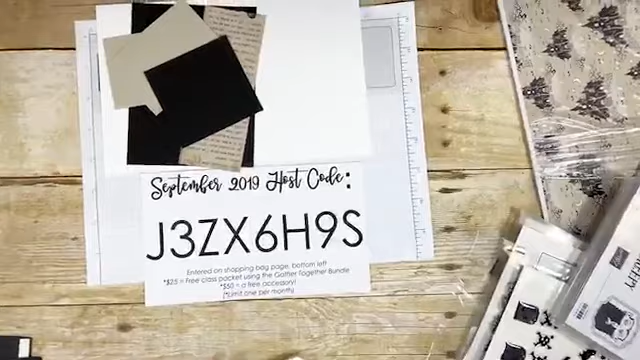 September 2019 Host Code:
J3ZX6H9S
Entered on shopping bag page, bottom left
*$25 = Free class packet using the Gather Together Bundle
*$50 = a free accessory!
(*Limit one per month)